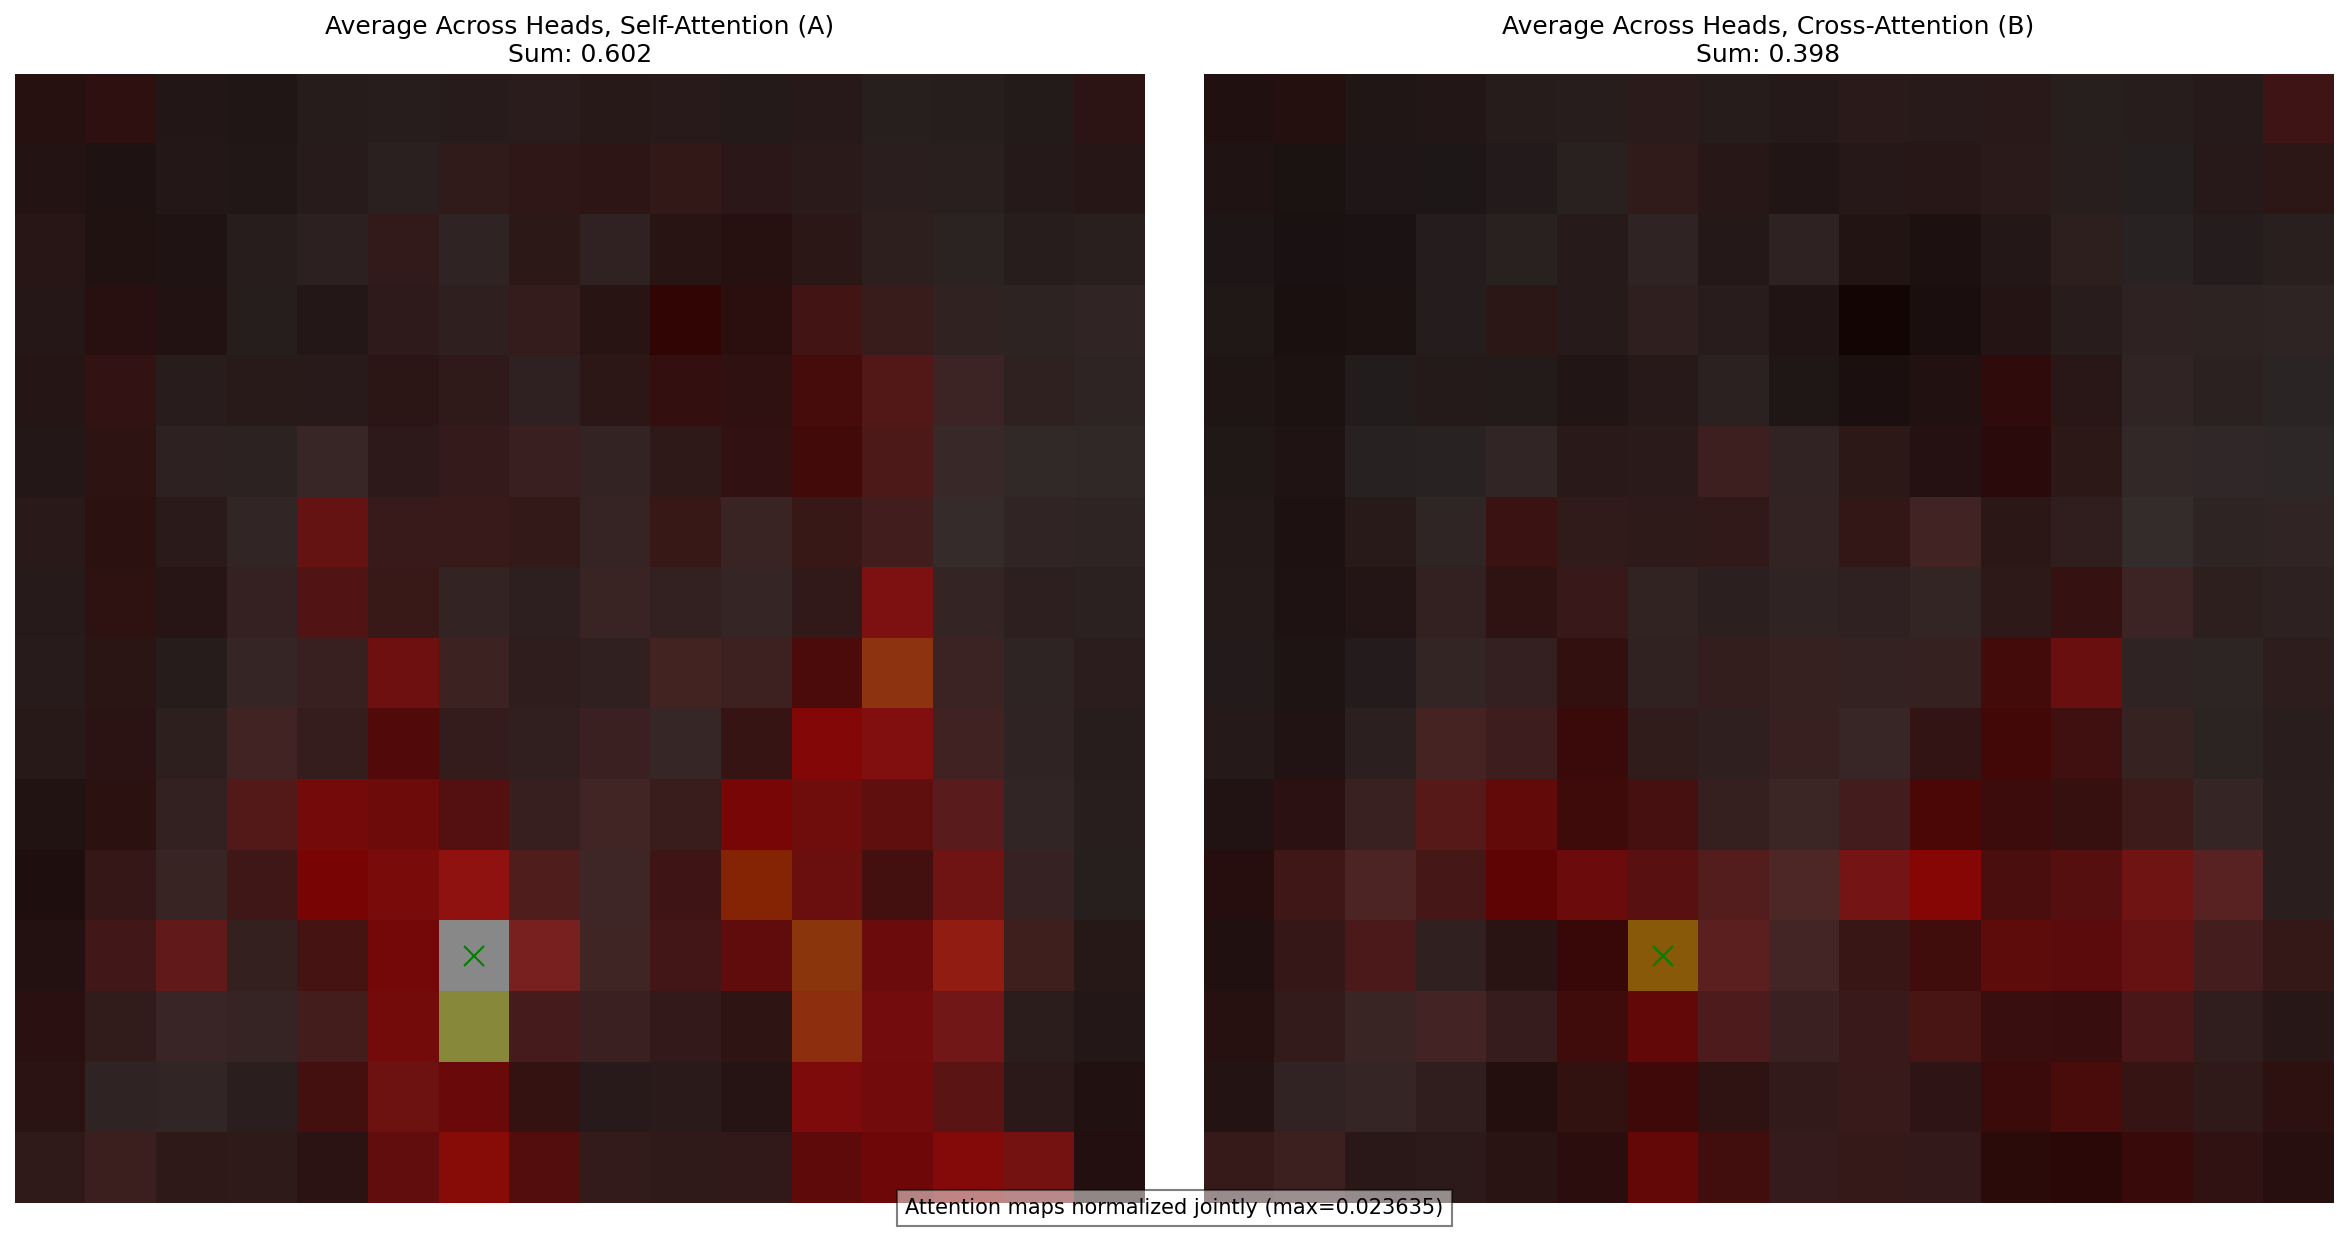 Average Across Heads, Self-Attention (A)
Sum: 0.602
Average Across Heads, Cross-Attention (B)
Sum: 0.398
Attention maps normalized jointly (max=0.023635)